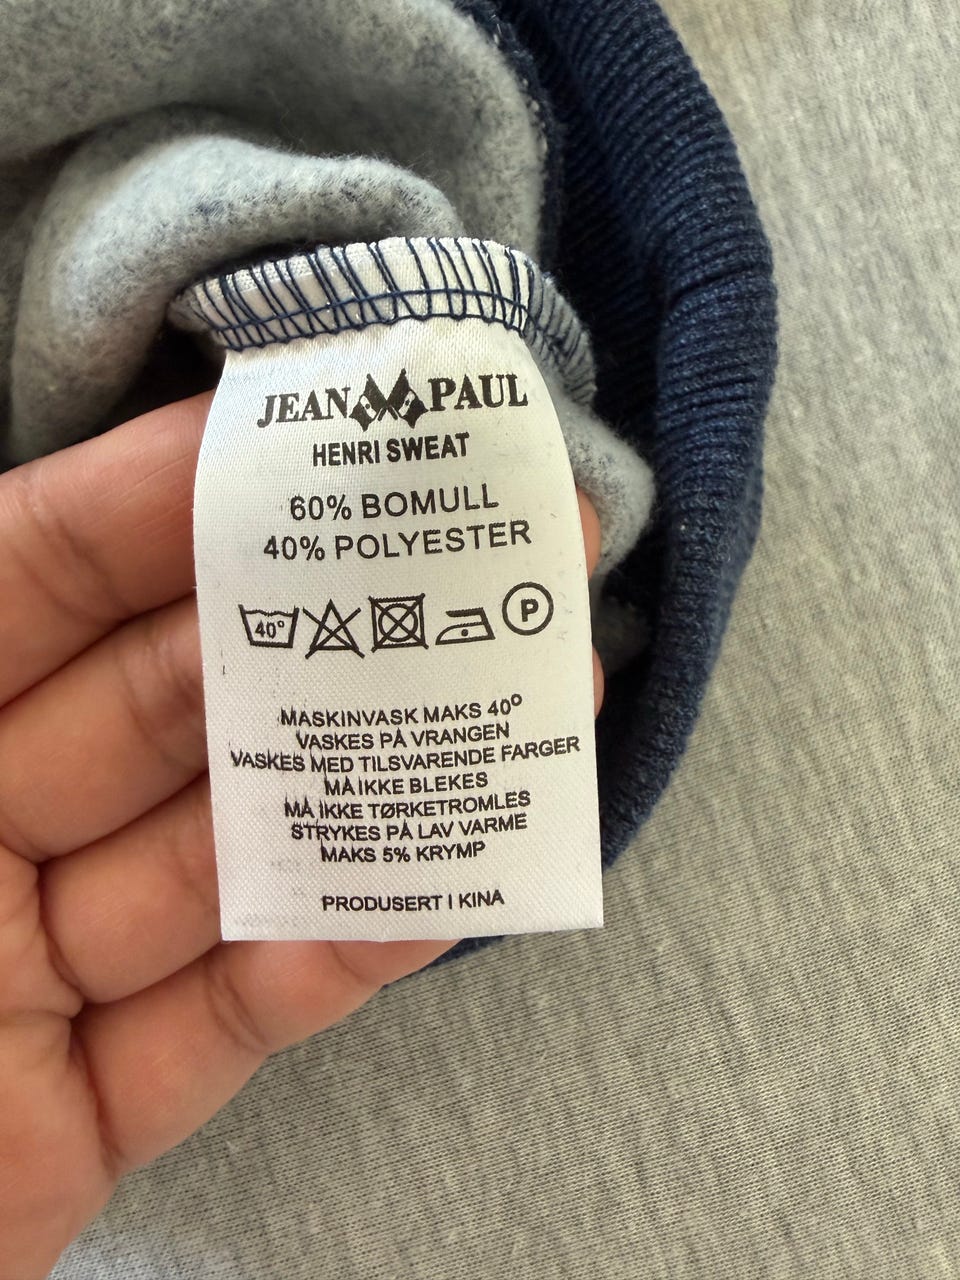 JEAN PAUL
HENRI SWEAT
60% BOMULL
40% POLYESTER
40° P
MASKINVASK MAKS 40°
VASKES PÅ VRANGEN
VASKES MED TILSVARENDE FARGER
MÅ IKKE BLEKES
MÅ IKKE TØRKETROMLES
STRYKES PÅ LAV VARME
MAKS 5% KRYMP
PRODUSERT I KINA